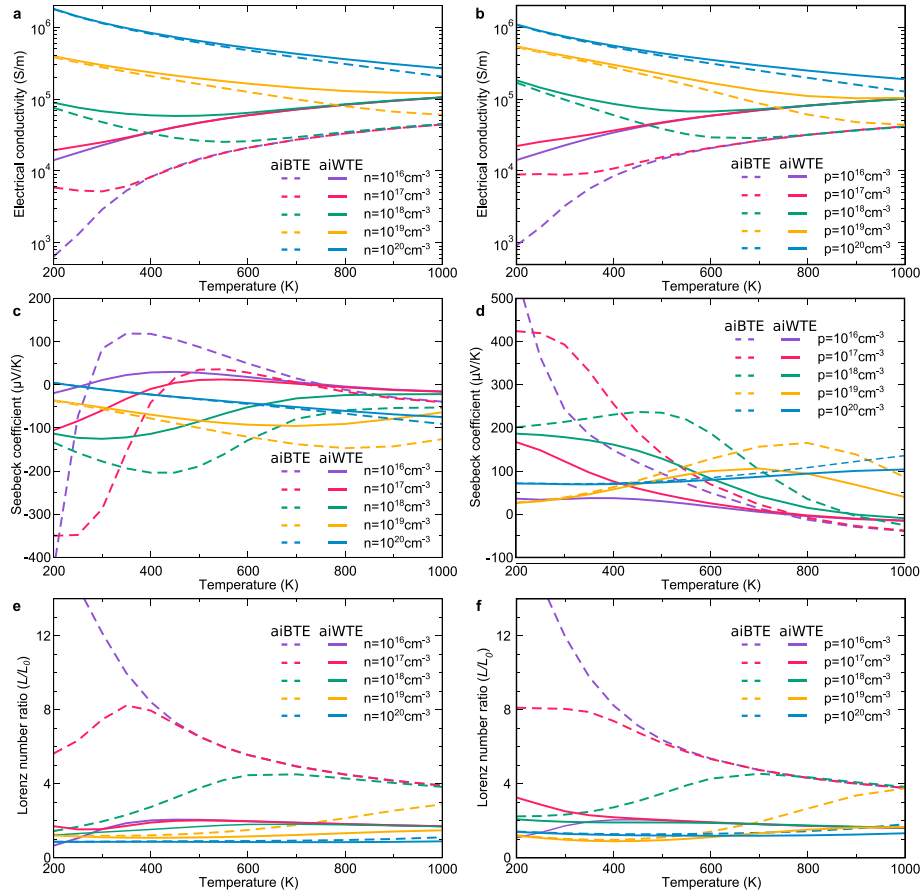 a
Electrical conductivity (S/m)
10⁶
10⁵
10⁴
10³
aiBTE aiWTE
n=10¹⁶cm⁻³
n=10¹⁷cm⁻³
n=10¹⁸cm⁻³
n=10¹⁹cm⁻³
n=10²⁰cm⁻³
200 400 600 800 1000
Temperature (K)
b
Electrical conductivity (S/m)
10⁶
10⁵
10⁴
10³
aiBTE aiWTE
p=10¹⁶cm⁻³
p=10¹⁷cm⁻³
p=10¹⁸cm⁻³
p=10¹⁹cm⁻³
p=10²⁰cm⁻³
200 400 600 800 1000
Temperature (K)
c
Seebeck coefficient (µV/K)
200
100
0
-100
-200
-300
-400
aiBTE aiWTE
n=10¹⁶cm⁻³
n=10¹⁷cm⁻³
n=10¹⁸cm⁻³
n=10¹⁹cm⁻³
n=10²⁰cm⁻³
200 400 600 800 1000
Temperature (K)
d
Seebeck coefficient (µV/K)
500
400
300
200
100
0
-100
aiBTE aiWTE
p=10¹⁶cm⁻³
p=10¹⁷cm⁻³
p=10¹⁸cm⁻³
p=10¹⁹cm⁻³
p=10²⁰cm⁻³
200 400 600 800 1000
Temperature (K)
e
Lorenz number ratio (L/L₀)
12
8
4
0
aiBTE aiWTE
n=10¹⁶cm⁻³
n=10¹⁷cm⁻³
n=10¹⁸cm⁻³
n=10¹⁹cm⁻³
n=10²⁰cm⁻³
200 400 600 800 1000
Temperature (K)
f
Lorenz number ratio (L/L₀)
12
8
4
0
aiBTE aiWTE
p=10¹⁶cm⁻³
p=10¹⁷cm⁻³
p=10¹⁸cm⁻³
p=10¹⁹cm⁻³
p=10²⁰cm⁻³
200 400 600 800 1000
Temperature (K)